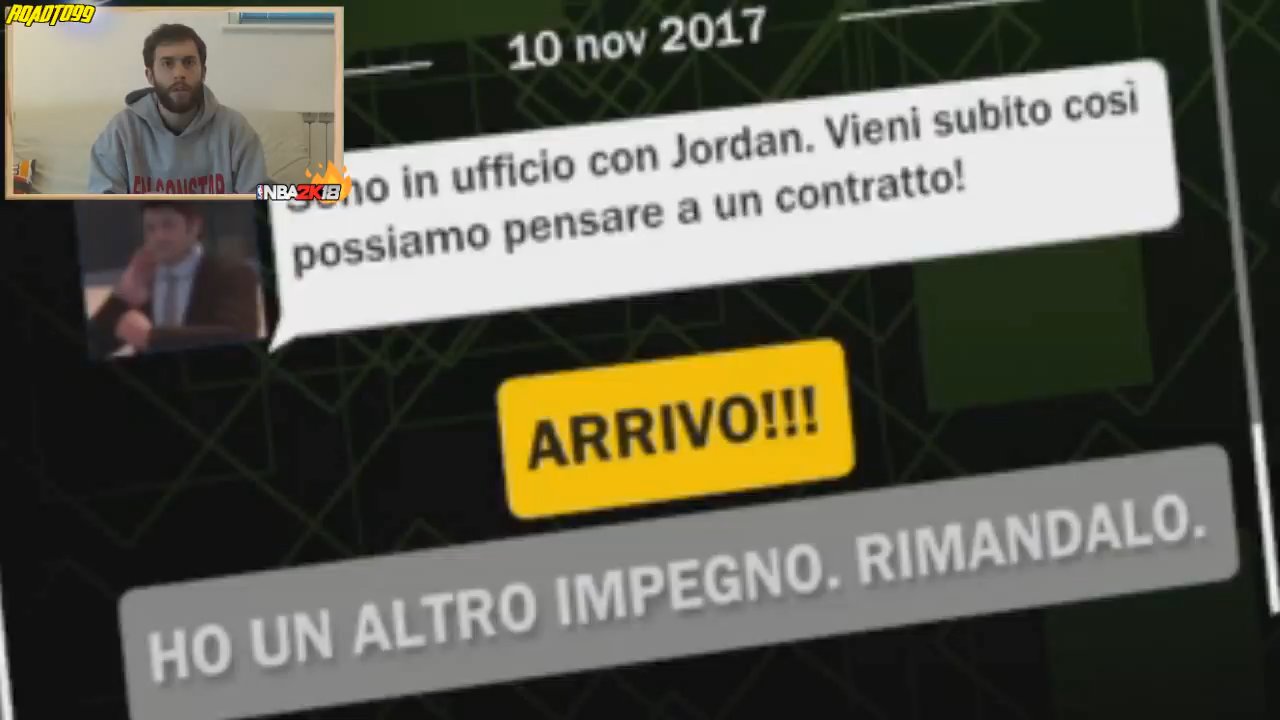 ROADTO99
10 nov 2017
in ufficio con Jordan. Vieni subito così
possiamo pensare a un contratto!
NBA2K18
ARRIVO!!!
HO UN ALTRO IMPEGNO. RIMANDALO.